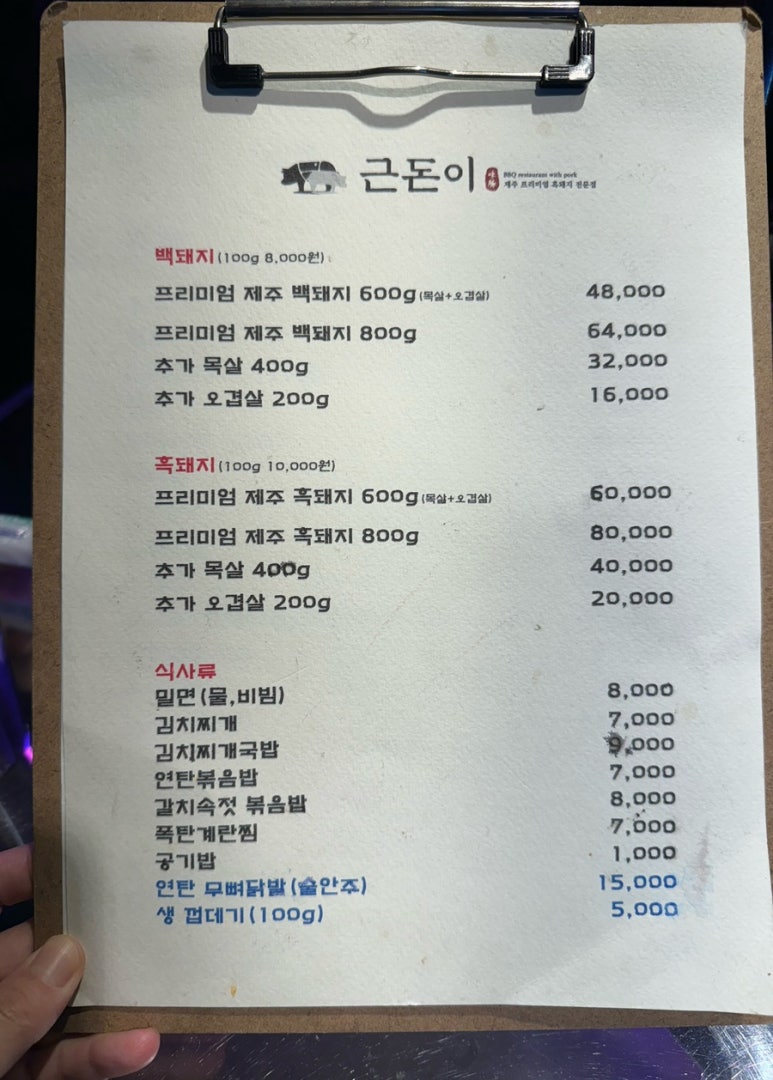 근돈이
BBQ restaurant with pork
제주 프리미엄 흑돼지 전문점
백돼지 (100g 8,000원)
프리미엄 제주 백돼지 600g (목살+오겹살) 48,000
프리미엄 제주 백돼지 800g 64,000
추가 목살 400g 32,000
추가 오겹살 200g 16,000
흑돼지 (100g 10,000원)
프리미엄 제주 흑돼지 600g (목살+오겹살) 60,000
프리미엄 제주 흑돼지 800g 80,000
추가 목살 400g 40,000
추가 오겹살 200g 20,000
식사류
밀면 (물,비빔) 8,000
김치찌개 7,000
김치찌개국밥 9,000
연탄볶음밥 7,000
갈치속젓 볶음밥 8,000
폭탄계란찜 7,000
공기밥 1,000
연탄 무뼈닭발 (술안주) 15,000
생 껍데기 (100g) 5,000